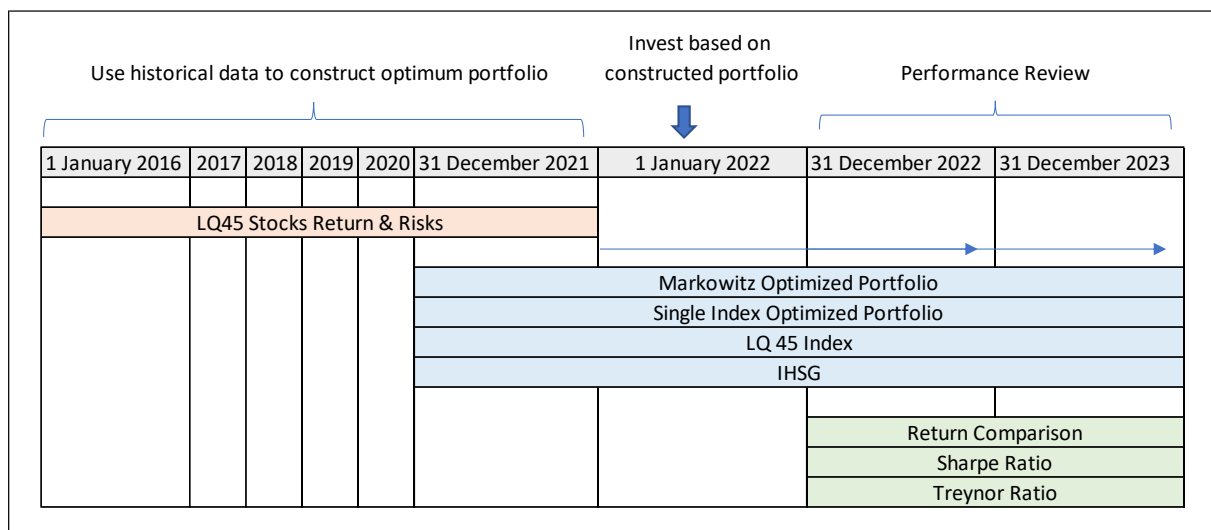 Use historical data to construct optimum portfolio
Invest based on
constructed portfolio
Performance Review
1 January 2016 2017 2018 2019 2020 31 December 2021 1 January 2022 31 December 2022 31 December 2023
LQ45 Stocks Return & Risks
Markowitz Optimized Portfolio
Single Index Optimized Portfolio
LQ 45 Index
IHSG
Return Comparison
Sharpe Ratio
Treynor Ratio